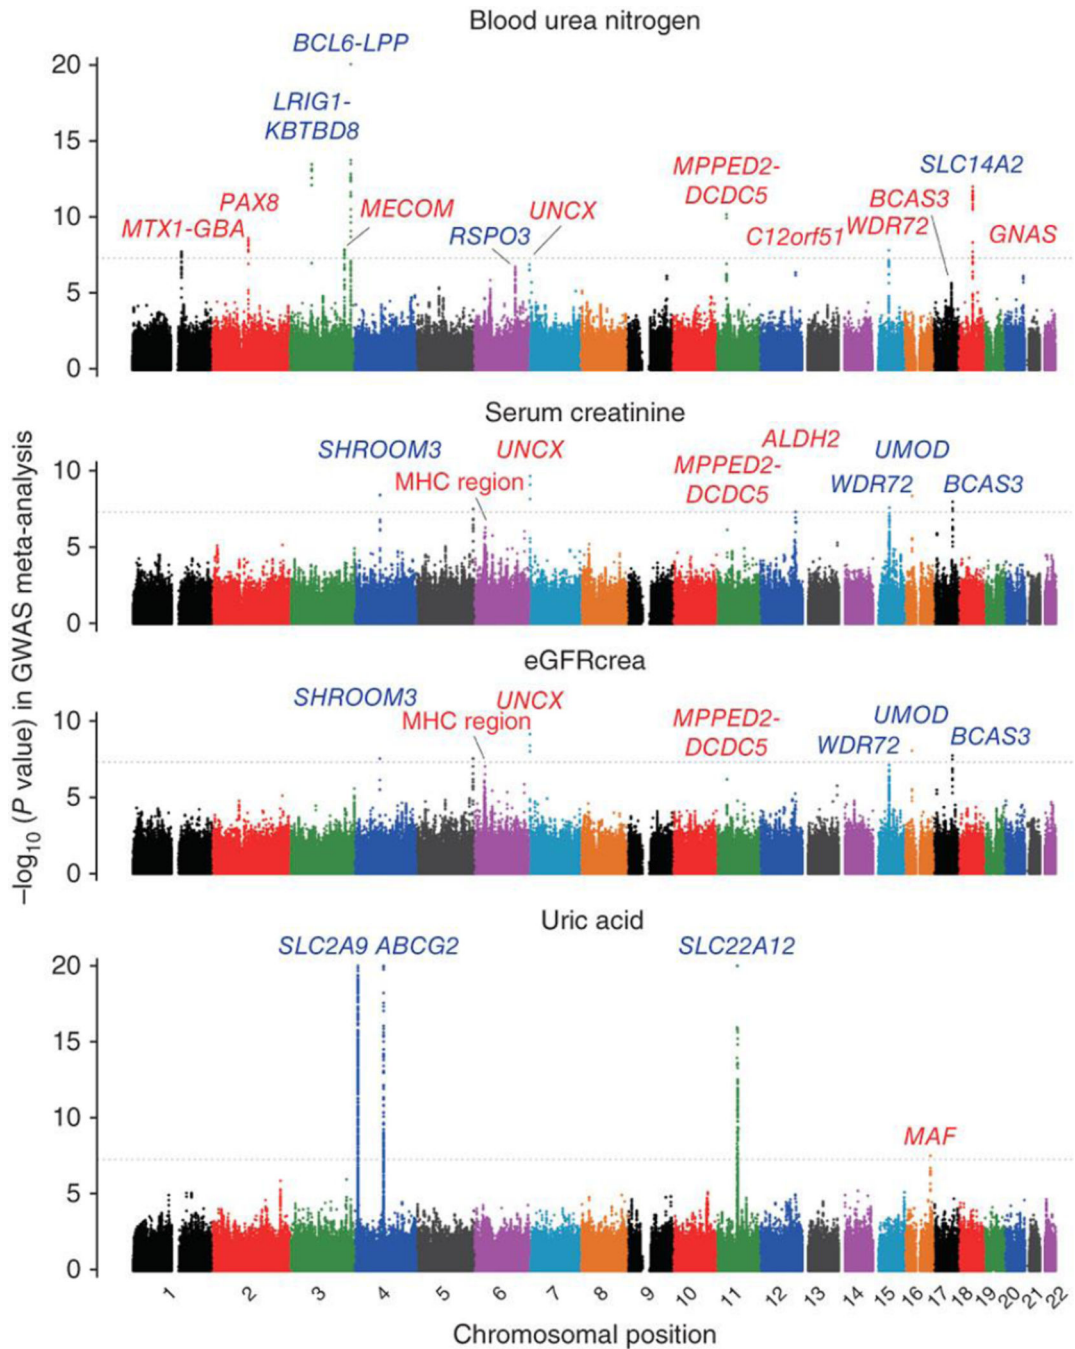 Blood urea nitrogen
BCL6-LPP
20
LRIG1-
KBTBD8
15
MPPED2-
DCDC5
SLC14A2
PAX8
MECOM
UNCX
BCAS3
10
MTX1-GBA
RSPO3
C12orf51
WDR72
GNAS
5
0
Serum creatinine
SHROOM3
UNCX
ALDH2
UMOD
10
MHC region
MPPED2-
DCDC5
WDR72
BCAS3
5
0
eGFRcrea
SHROOM3
UNCX
UMOD
10
MHC region
MPPED2-
DCDC5
WDR72
BCAS3
5
0
Uric acid
SLC2A9 ABCG2
SLC22A12
20
15
10
MAF
5
0
–log10 (P value) in GWAS meta-analysis
1 2 3 4 5 6 7 8 9 10 11 12 13 14 15 16 17 18 19 20 21 22
Chromosomal position